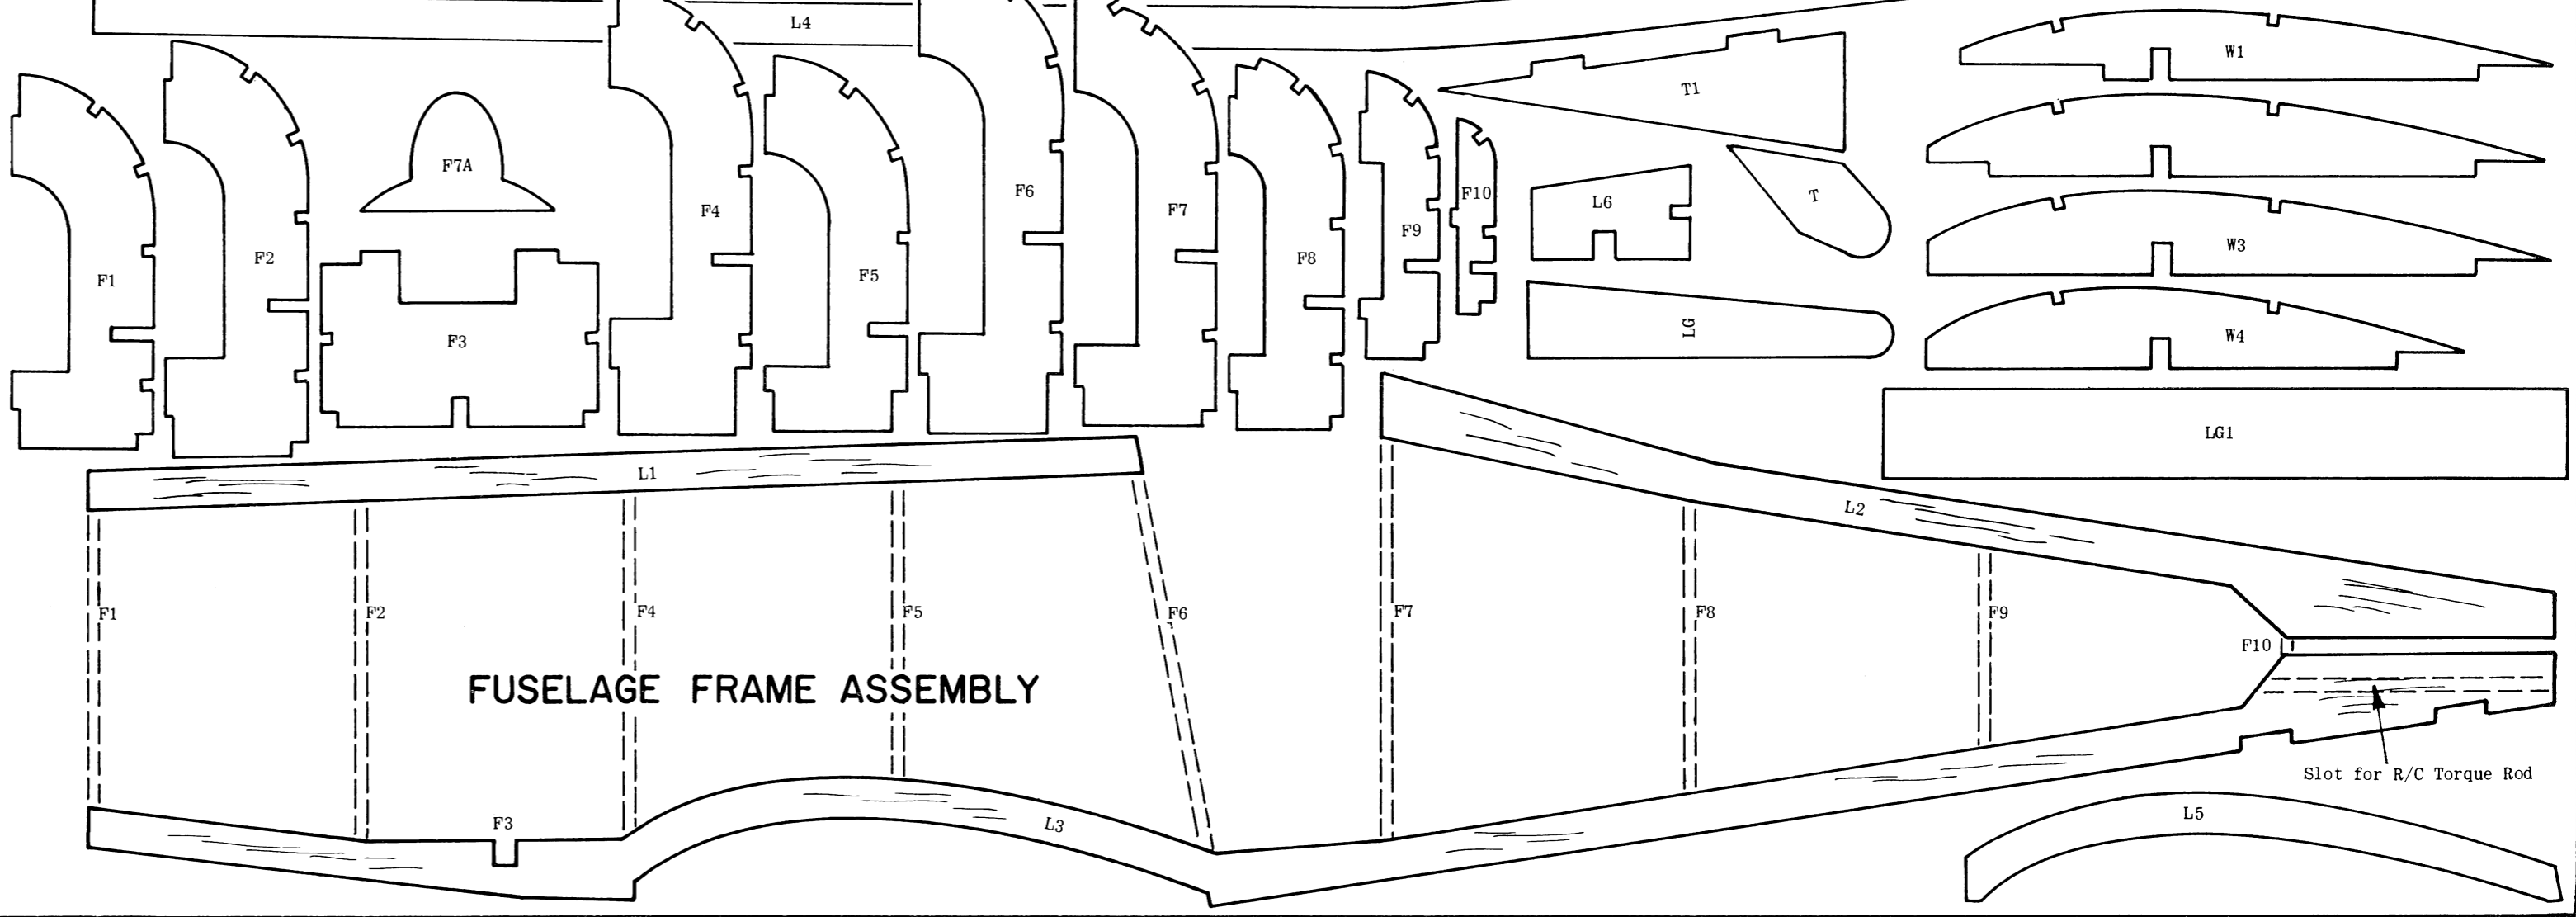 L4
W1
T1
F7A
F6
F4
F7
F10
L6
T
F1
F2
F5
F8
F9
W3
F3
LG
W4
LG1
L1
L2
F1
F2
F4
F5
F6
F7
F8
F9
F10
FUSELAGE FRAME ASSEMBLY
Slot for R/C Torque Rod
F3
L3
L5